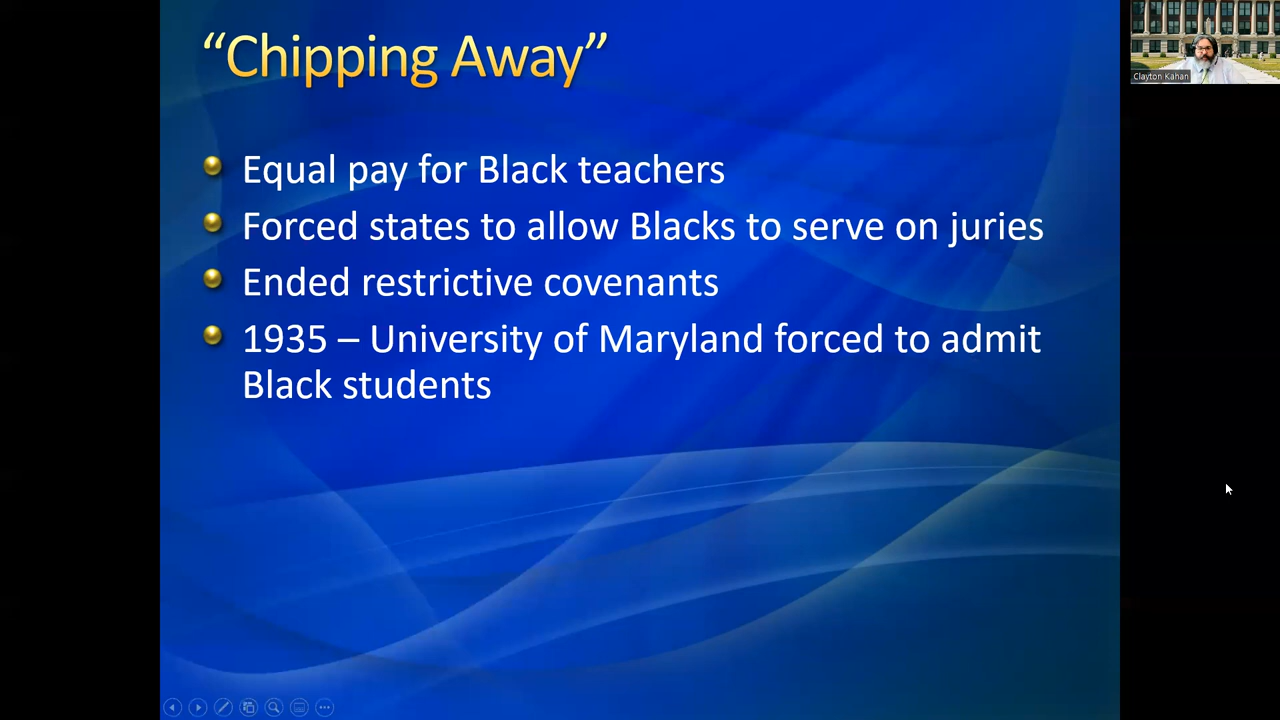 “Chipping Away”
Equal pay for Black teachers
Forced states to allow Blacks to serve on juries
Ended restrictive covenants
1935 – University of Maryland forced to admit
Black students
Clayton Kahan